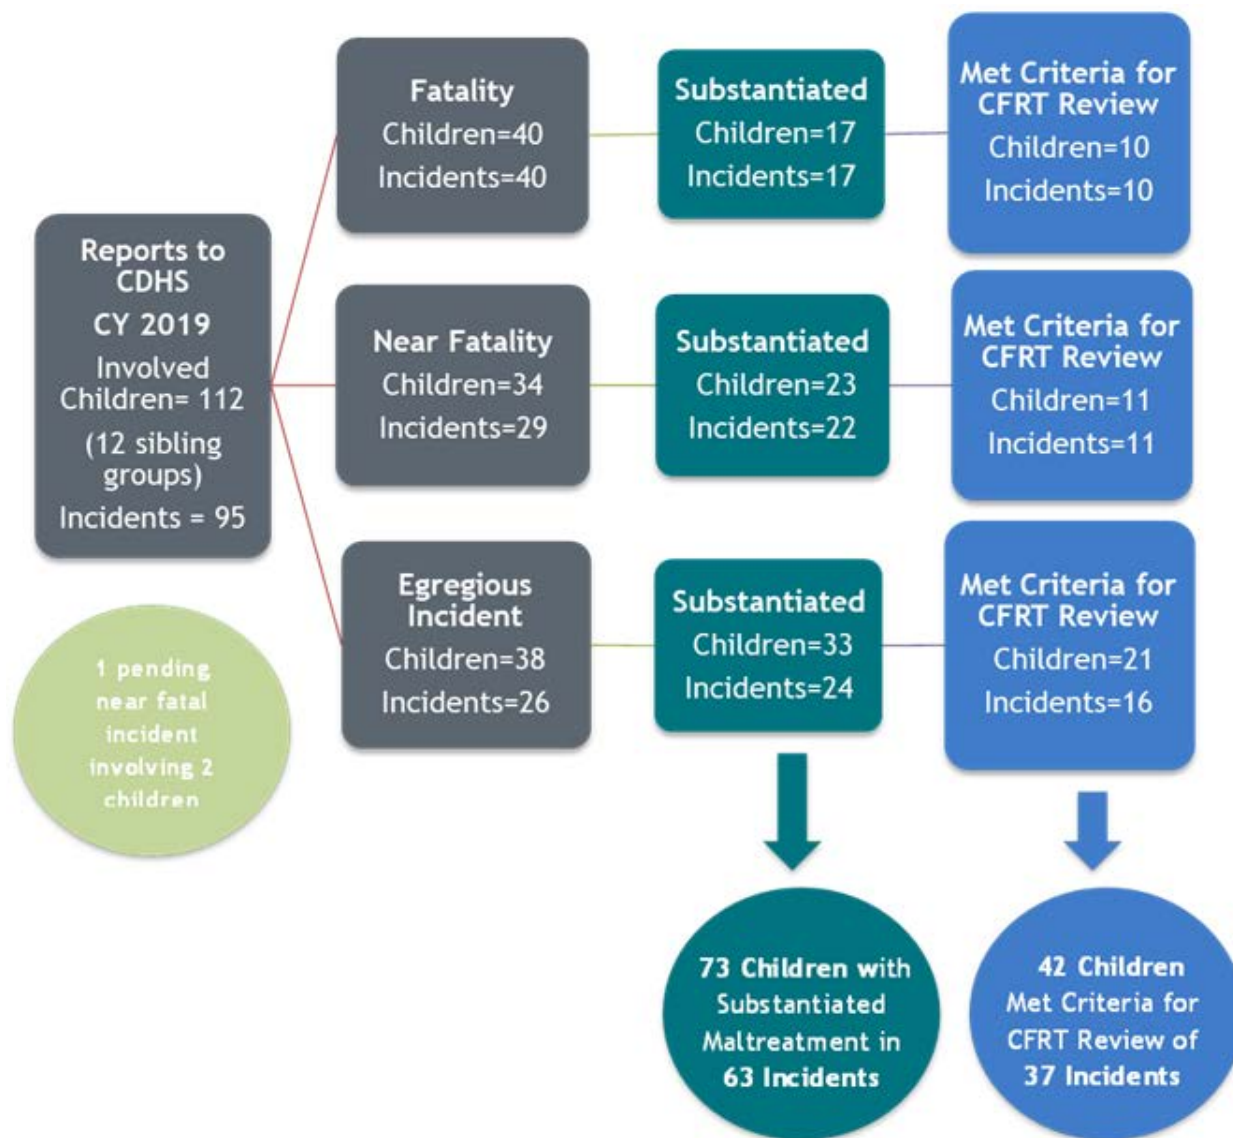 Reports to
CDHS
CY 2019
Involved
Children= 112
(12 sibling
groups)
Incidents = 95
Fatality
Children=40
Incidents=40
Substantiated
Children=17
Incidents=17
Met Criteria for
CFRT Review
Children=10
Incidents=10
Near Fatality
Children=34
Incidents=29
Substantiated
Children=23
Incidents=22
Met Criteria for
CFRT Review
Children=11
Incidents=11
Egregious
Incident
Children=38
Incidents=26
Substantiated
Children=33
Incidents=24
Met Criteria for
CFRT Review
Children=21
Incidents=16
1 pending
near fatal
incident
involving 2
children
73 Children with
Substantiated
Maltreatment in
63 Incidents
42 Children
Met Criteria for
CFRT Review of
37 Incidents